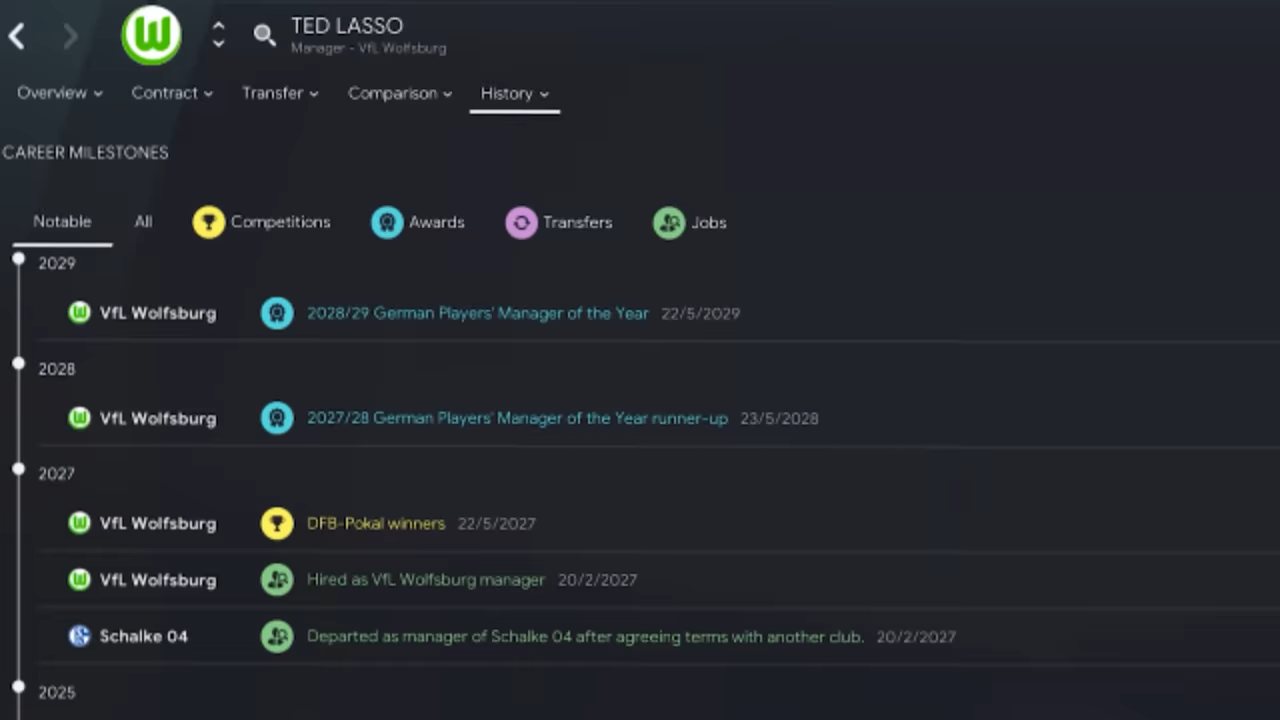 TED LASSO
Manager - VfL Wolfsburg
Overview Contract Transfer Comparison History
CAREER MILESTONES
Notable All Competitions Awards Transfers Jobs
2029
VfL Wolfsburg 2028/29 German Players' Manager of the Year 22/5/2029
2028
VfL Wolfsburg 2027/28 German Players' Manager of the Year runner-up 23/5/2028
2027
VfL Wolfsburg DFB-Pokal winners 22/5/2027
VfL Wolfsburg Hired as VfL Wolfsburg manager 20/2/2027
Schalke 04 Departed as manager of Schalke 04 after agreeing terms with another club. 20/2/2027
2025